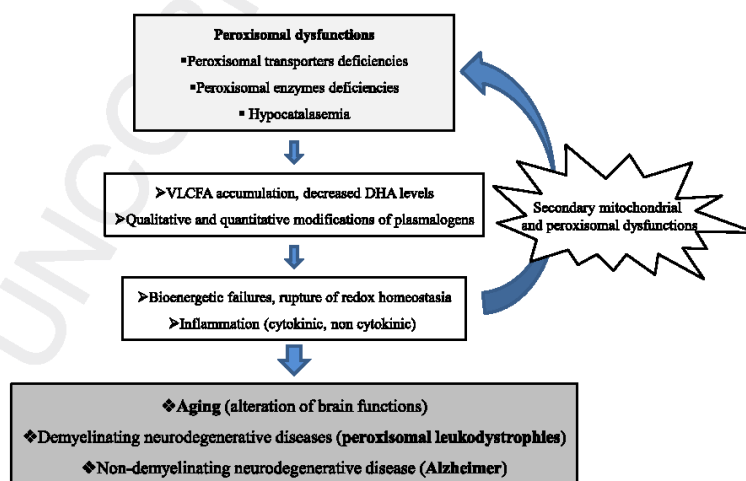 Peroxisomal dysfunctions
▪Peroxisomal transporters deficiencies
▪Peroxisomal enzymes deficiencies
▪ Hypocatalasemia
➢VLCFA accumulation, decreased DHA levels
➢Qualitative and quantitative modifications of plasmalogens
Secondary mitochondrial
and peroxisomal dysfunctions
➢Bioenergetic failures, rupture of redox homeostasia
➢Inflammation (cytokinic, non cytokinic)
❖Aging (alteration of brain functions)
❖Demyelinating neurodegenerative diseases (peroxisomal leukodystrophies)
❖Non-demyelinating neurodegenerative disease (Alzheimer)